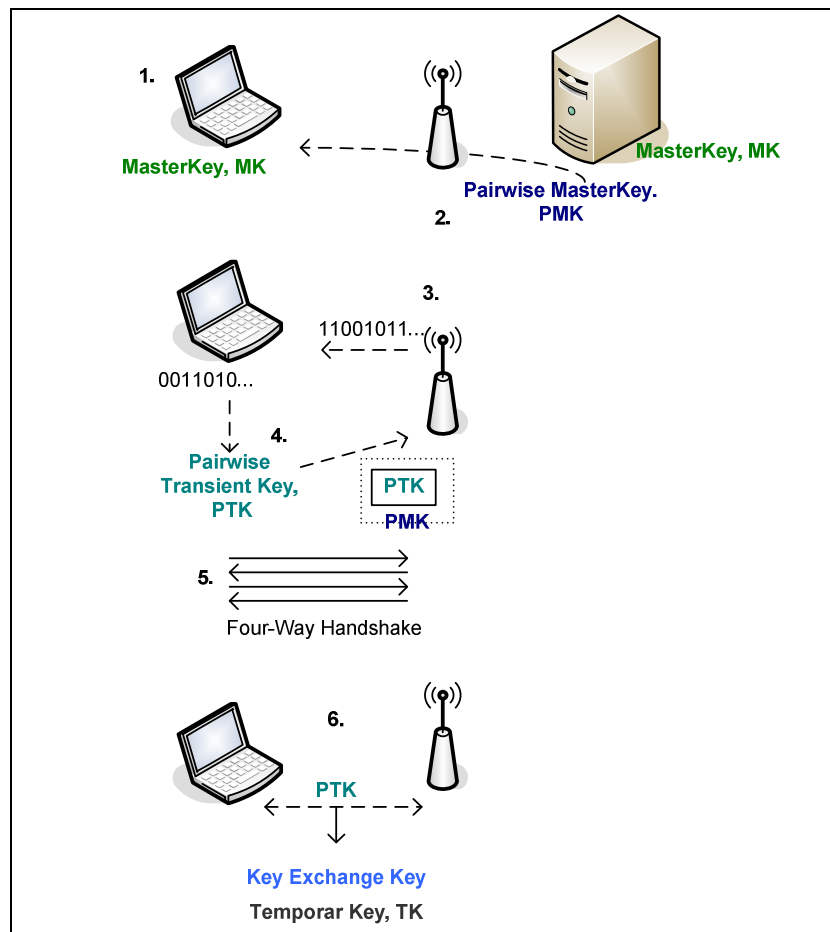 1.
MasterKey, MK
MasterKey, MK
Pairwise MasterKey.
PMK
2.
3.
11001011...
0011010...
4.
Pairwise
Transient Key,
PTK
PTK
PMK
5.
Four-Way Handshake
6.
PTK
Key Exchange Key
Temporar Key, TK